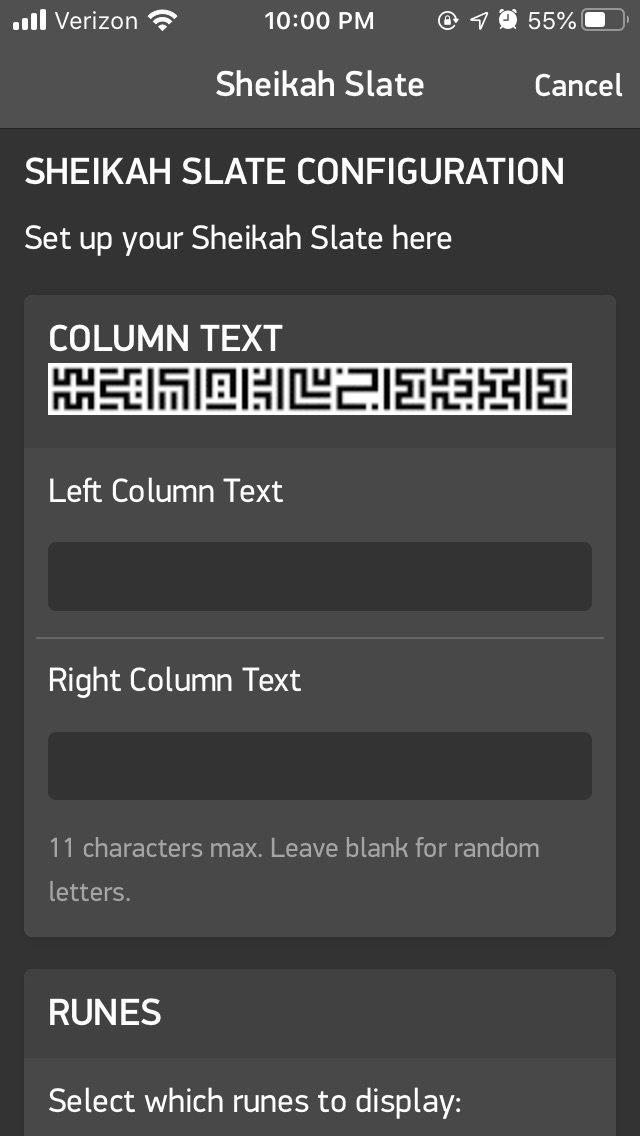 Verizon 10:00 PM 55%
Sheikah Slate Cancel
SHEIKAH SLATE CONFIGURATION
Set up your Sheikah Slate here
COLUMN TEXT
Left Column Text
Right Column Text
11 characters max. Leave blank for random
letters.
RUNES
Select which runes to display: